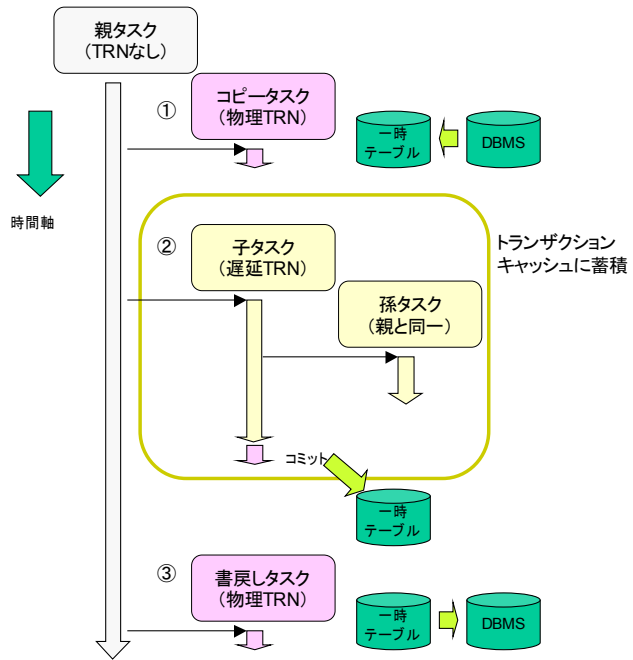 親タスク
(TRNなし)
①
コピータスク
(物理TRN)
一時
テーブル
DBMS
時間軸
②
子タスク
(遅延TRN)
トランザクション
キャッシュに蓄積
孫タスク
(親と同一)
コミット
一時
テーブル
③
書戻しタスク
(物理TRN)
一時
テーブル
DBMS